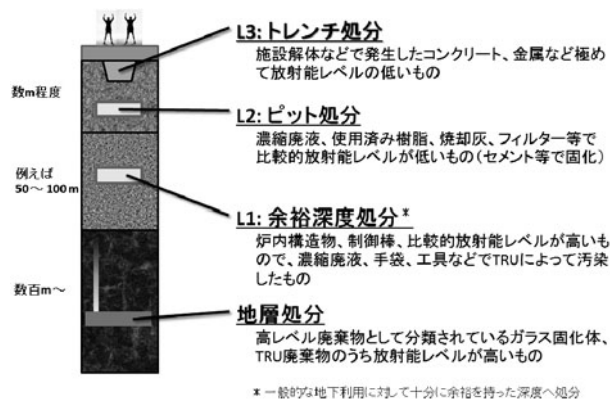 L3:トレンチ処分
施設解体などで発生したコンクリート、金属など極め
て放射能レベルの低いもの
数m程度
L2:ピット処分
濃縮廃液、使用済み樹脂、焼却灰、フィルター等で
比較的放射能レベルが低いもの(セメント等で固化)
例えば
50～100m
L1:余裕深度処分*
炉内構造物、制御棒、比較的放射能レベルが高いも
ので、濃縮廃液、手袋、工具などでTRUによって汚染
したもの
数百m～
地層処分
高レベル廃棄物として分類されているガラス固化体、
TRU廃棄物のうち放射能レベルが高いもの
* 一般的な地下利用に対して十分に余裕を持った深度へ処分